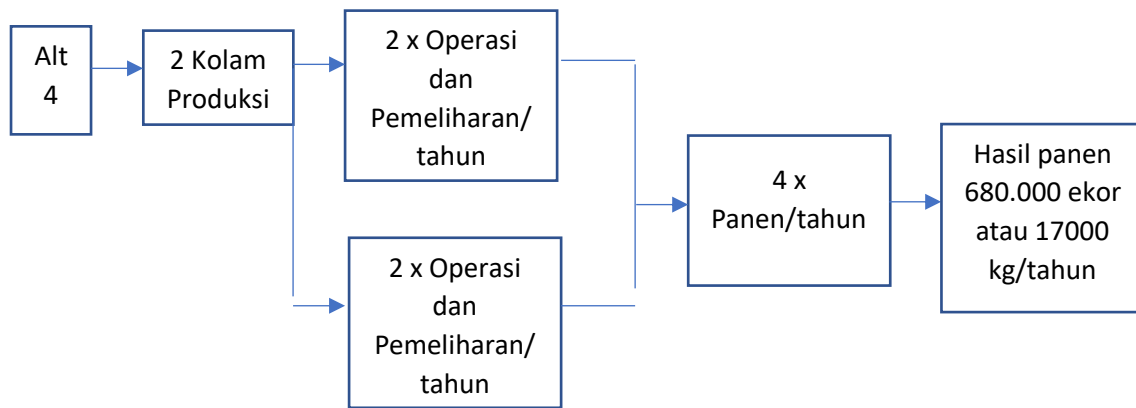 Alt
4
2 Kolam
Produksi
2 x Operasi
dan
Pemeliharan/
tahun
2 x Operasi
dan
Pemeliharan/
tahun
4 x
Panen/tahun
Hasil panen
680.000 ekor
atau 17000
kg/tahun